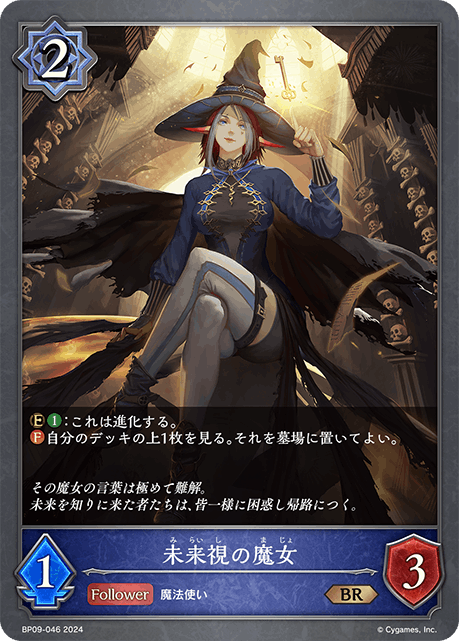 2
E 1：これは進化する。
F 自分のデッキの上1枚を見る。それを墓場に置いてよい。
その魔女の言葉は極めて難解。
未来を知りに来た者たちは、皆一様に困惑し帰路につく。
みらいし まじょ
未来視の魔女
1
Follower 魔法使い
BR
3
BP09-046 2024
© Cygames, Inc.